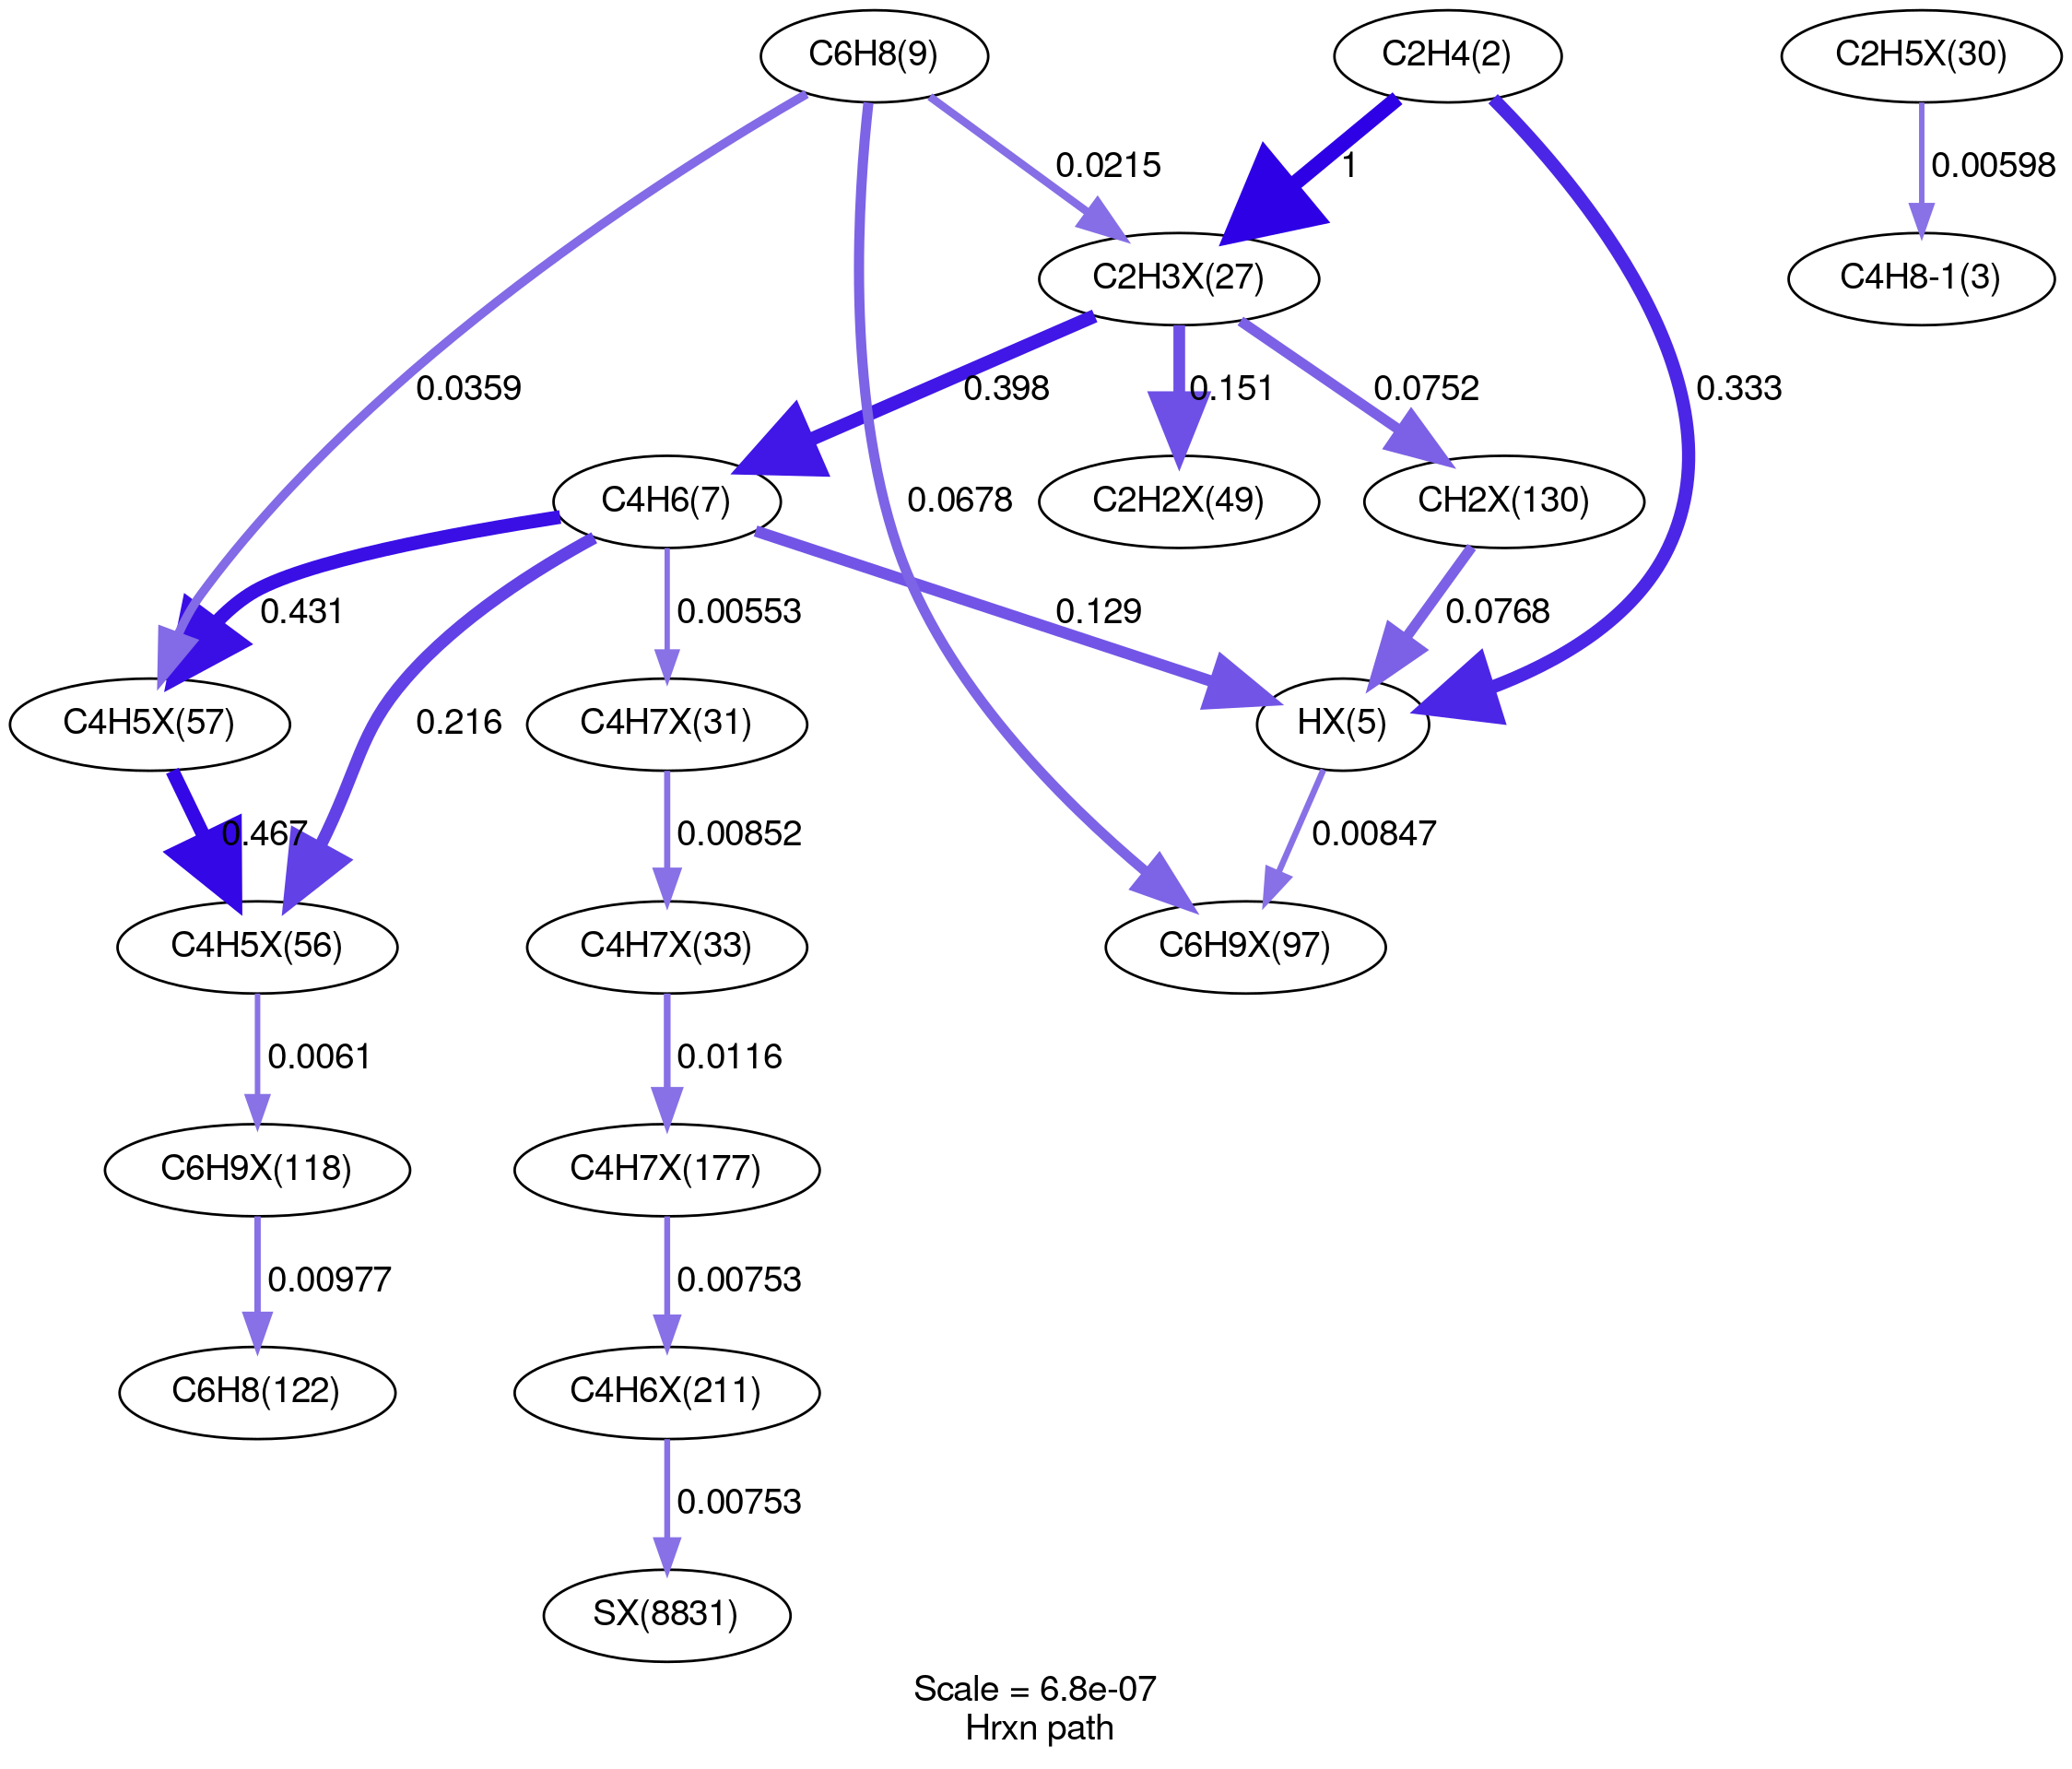 C6H8(9)
C2H4(2)
C2H5X(30)
0.0215
1
0.00598
C2H3X(27)
C4H8-1(3)
0.0359
0.398
0.151
0.0752
0.333
C4H6(7)
0.0678
C2H2X(49)
CH2X(130)
0.431
0.00553
0.129
0.0768
C4H5X(57)
0.216
C4H7X(31)
HX(5)
0.467
0.00852
0.00847
C4H5X(56)
C4H7X(33)
C6H9X(97)
0.0061
0.0116
C6H9X(118)
C4H7X(177)
0.00977
0.00753
C6H8(122)
C4H6X(211)
0.00753
SX(8831)
Scale = 6.8e-07
Hrxn path